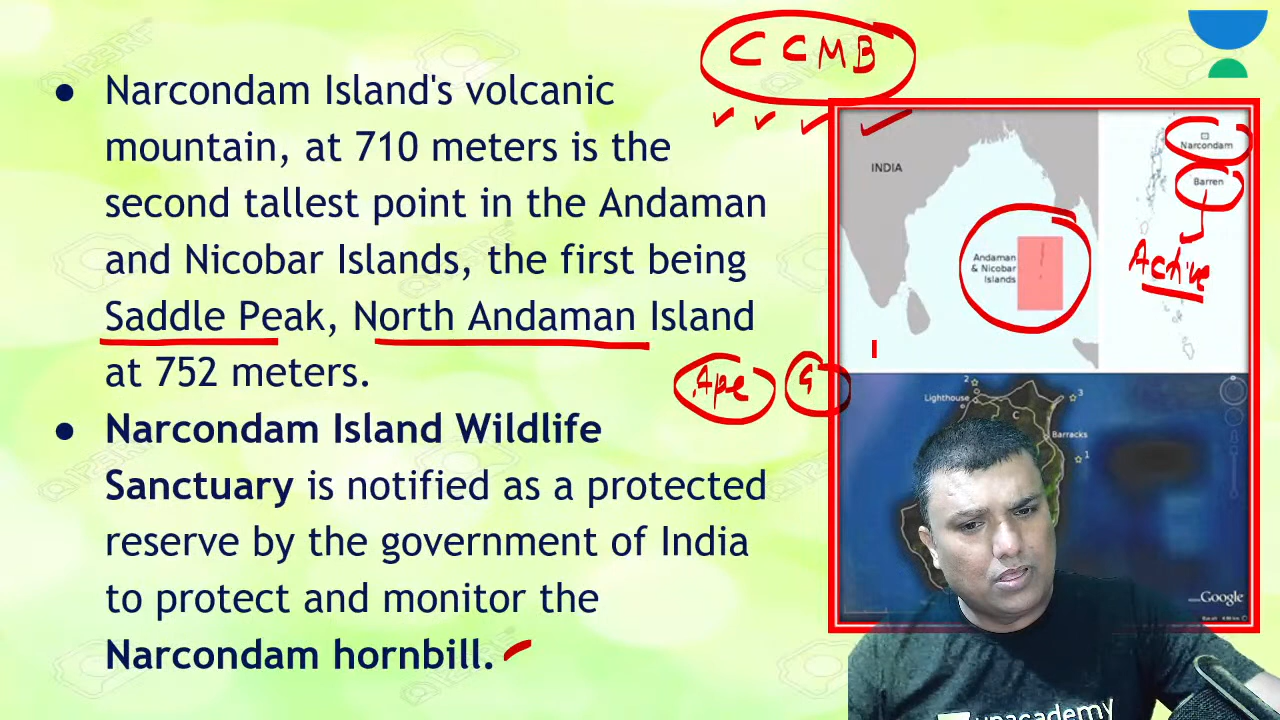 CCMB
● Narcondam Island's volcanic
mountain, at 710 meters is the
second tallest point in the Andaman
and Nicobar Islands, the first being
Saddle Peak, North Andaman Island
at 752 meters.
● Narcondam Island Wildlife
Sanctuary is notified as a protected
reserve by the government of India
to protect and monitor the
Narcondam hornbill.
INDIA
Andaman
& Nicobar
Islands
Narcondam
Barren
Active
Ape
G
Lighthouse
2
3
C
Barracks
1
Google
unacademy